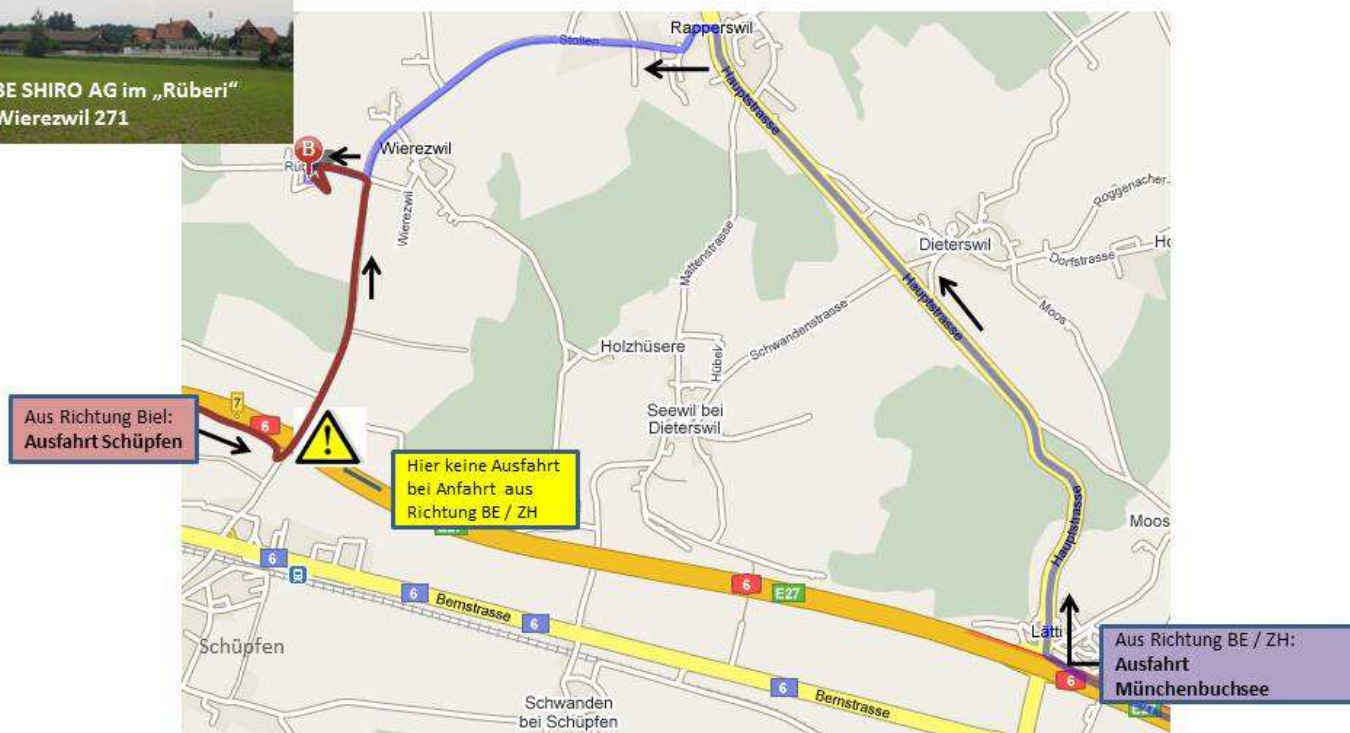 BE SHIRO AG im „Rüberi“
Wierezwil 271
Rapperswil
Stollen
Hauptstrasse
B
Wierezwil
Wierezwil
Roggenacher
Mattenstrasse
Dieterswil
Dorfstrasse
Hauptstrasse
Moos
Schwandenstrasse
Holzhüsere
Hübel
Seewil bei
Dieterswil
Aus Richtung Biel:
Ausfahrt Schüpfen
7
6
!
Hier keine Ausfahrt
bei Anfahrt aus
Richtung BE / ZH
Moos
Hauptstrasse
6
6
Bernstrasse
6
6
E27
Lätti
Schüpfen
Aus Richtung BE / ZH:
Ausfahrt
Münchenbuchsee
6
6
Bernstrasse
E27
Schwanden
bei Schüpfen